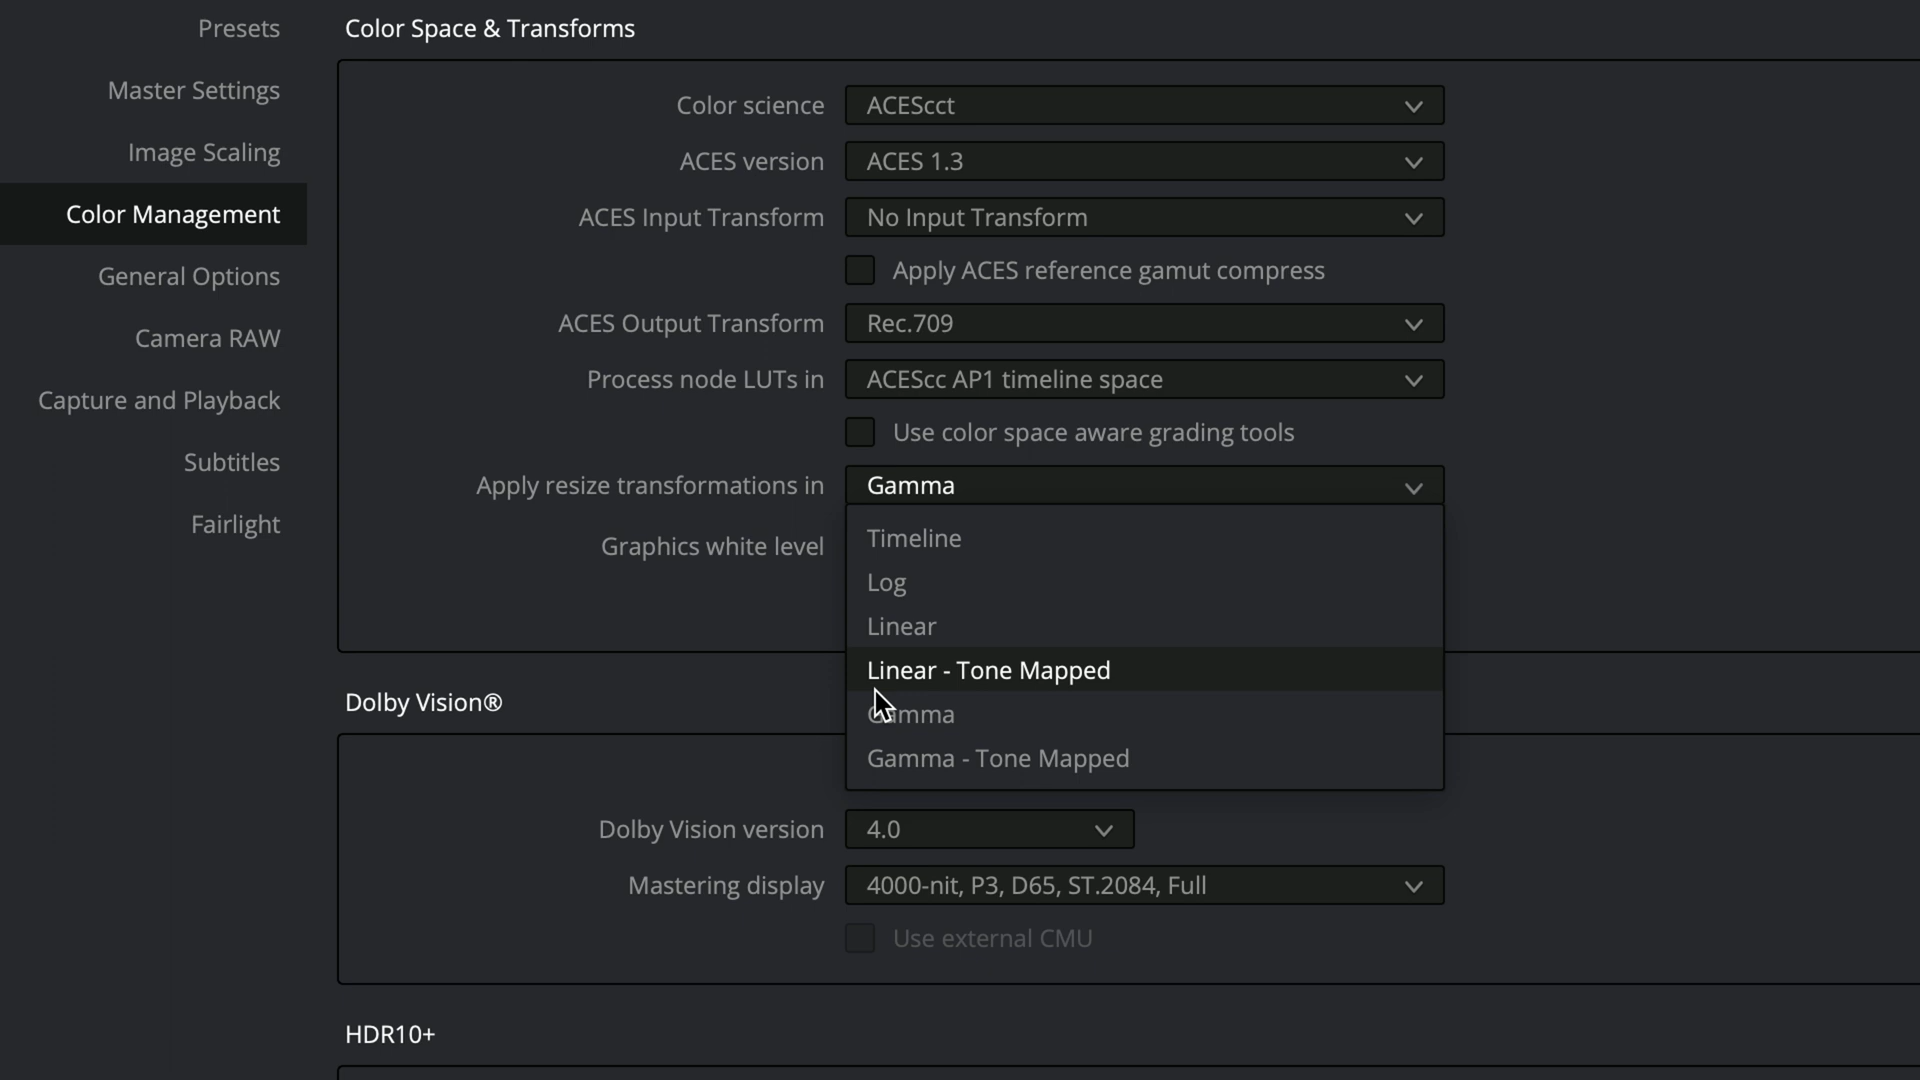 Presets
Master Settings
Image Scaling
Color Management
General Options
Camera RAW
Capture and Playback
Subtitles
Fairlight
Color Space & Transforms
Color science ACEScct
ACES version ACES 1.3
ACES Input Transform No Input Transform
Apply ACES reference gamut compress
ACES Output Transform Rec.709
Process node LUTs in ACEScc AP1 timeline space
Use color space aware grading tools
Apply resize transformations in Gamma
Timeline
Graphics white level
Log
Linear
Linear - Tone Mapped
Gamma
Gamma - Tone Mapped
Dolby Vision®
Dolby Vision version 4.0
Mastering display 4000-nit, P3, D65, ST.2084, Full
Use external CMU
HDR10+